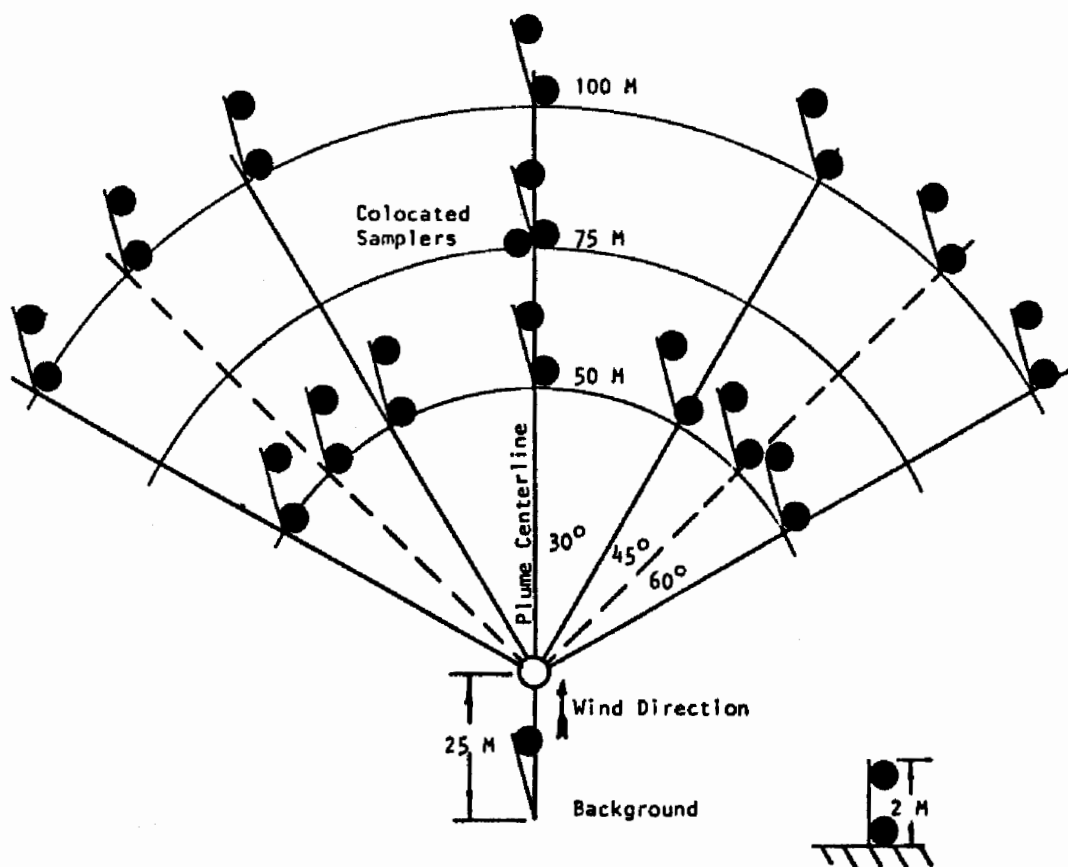 100 M
Colocated
Samplers
75 M
50 M
Plume Centerline
30°
45°
60°
Wind Direction
25 M
Background
2 M